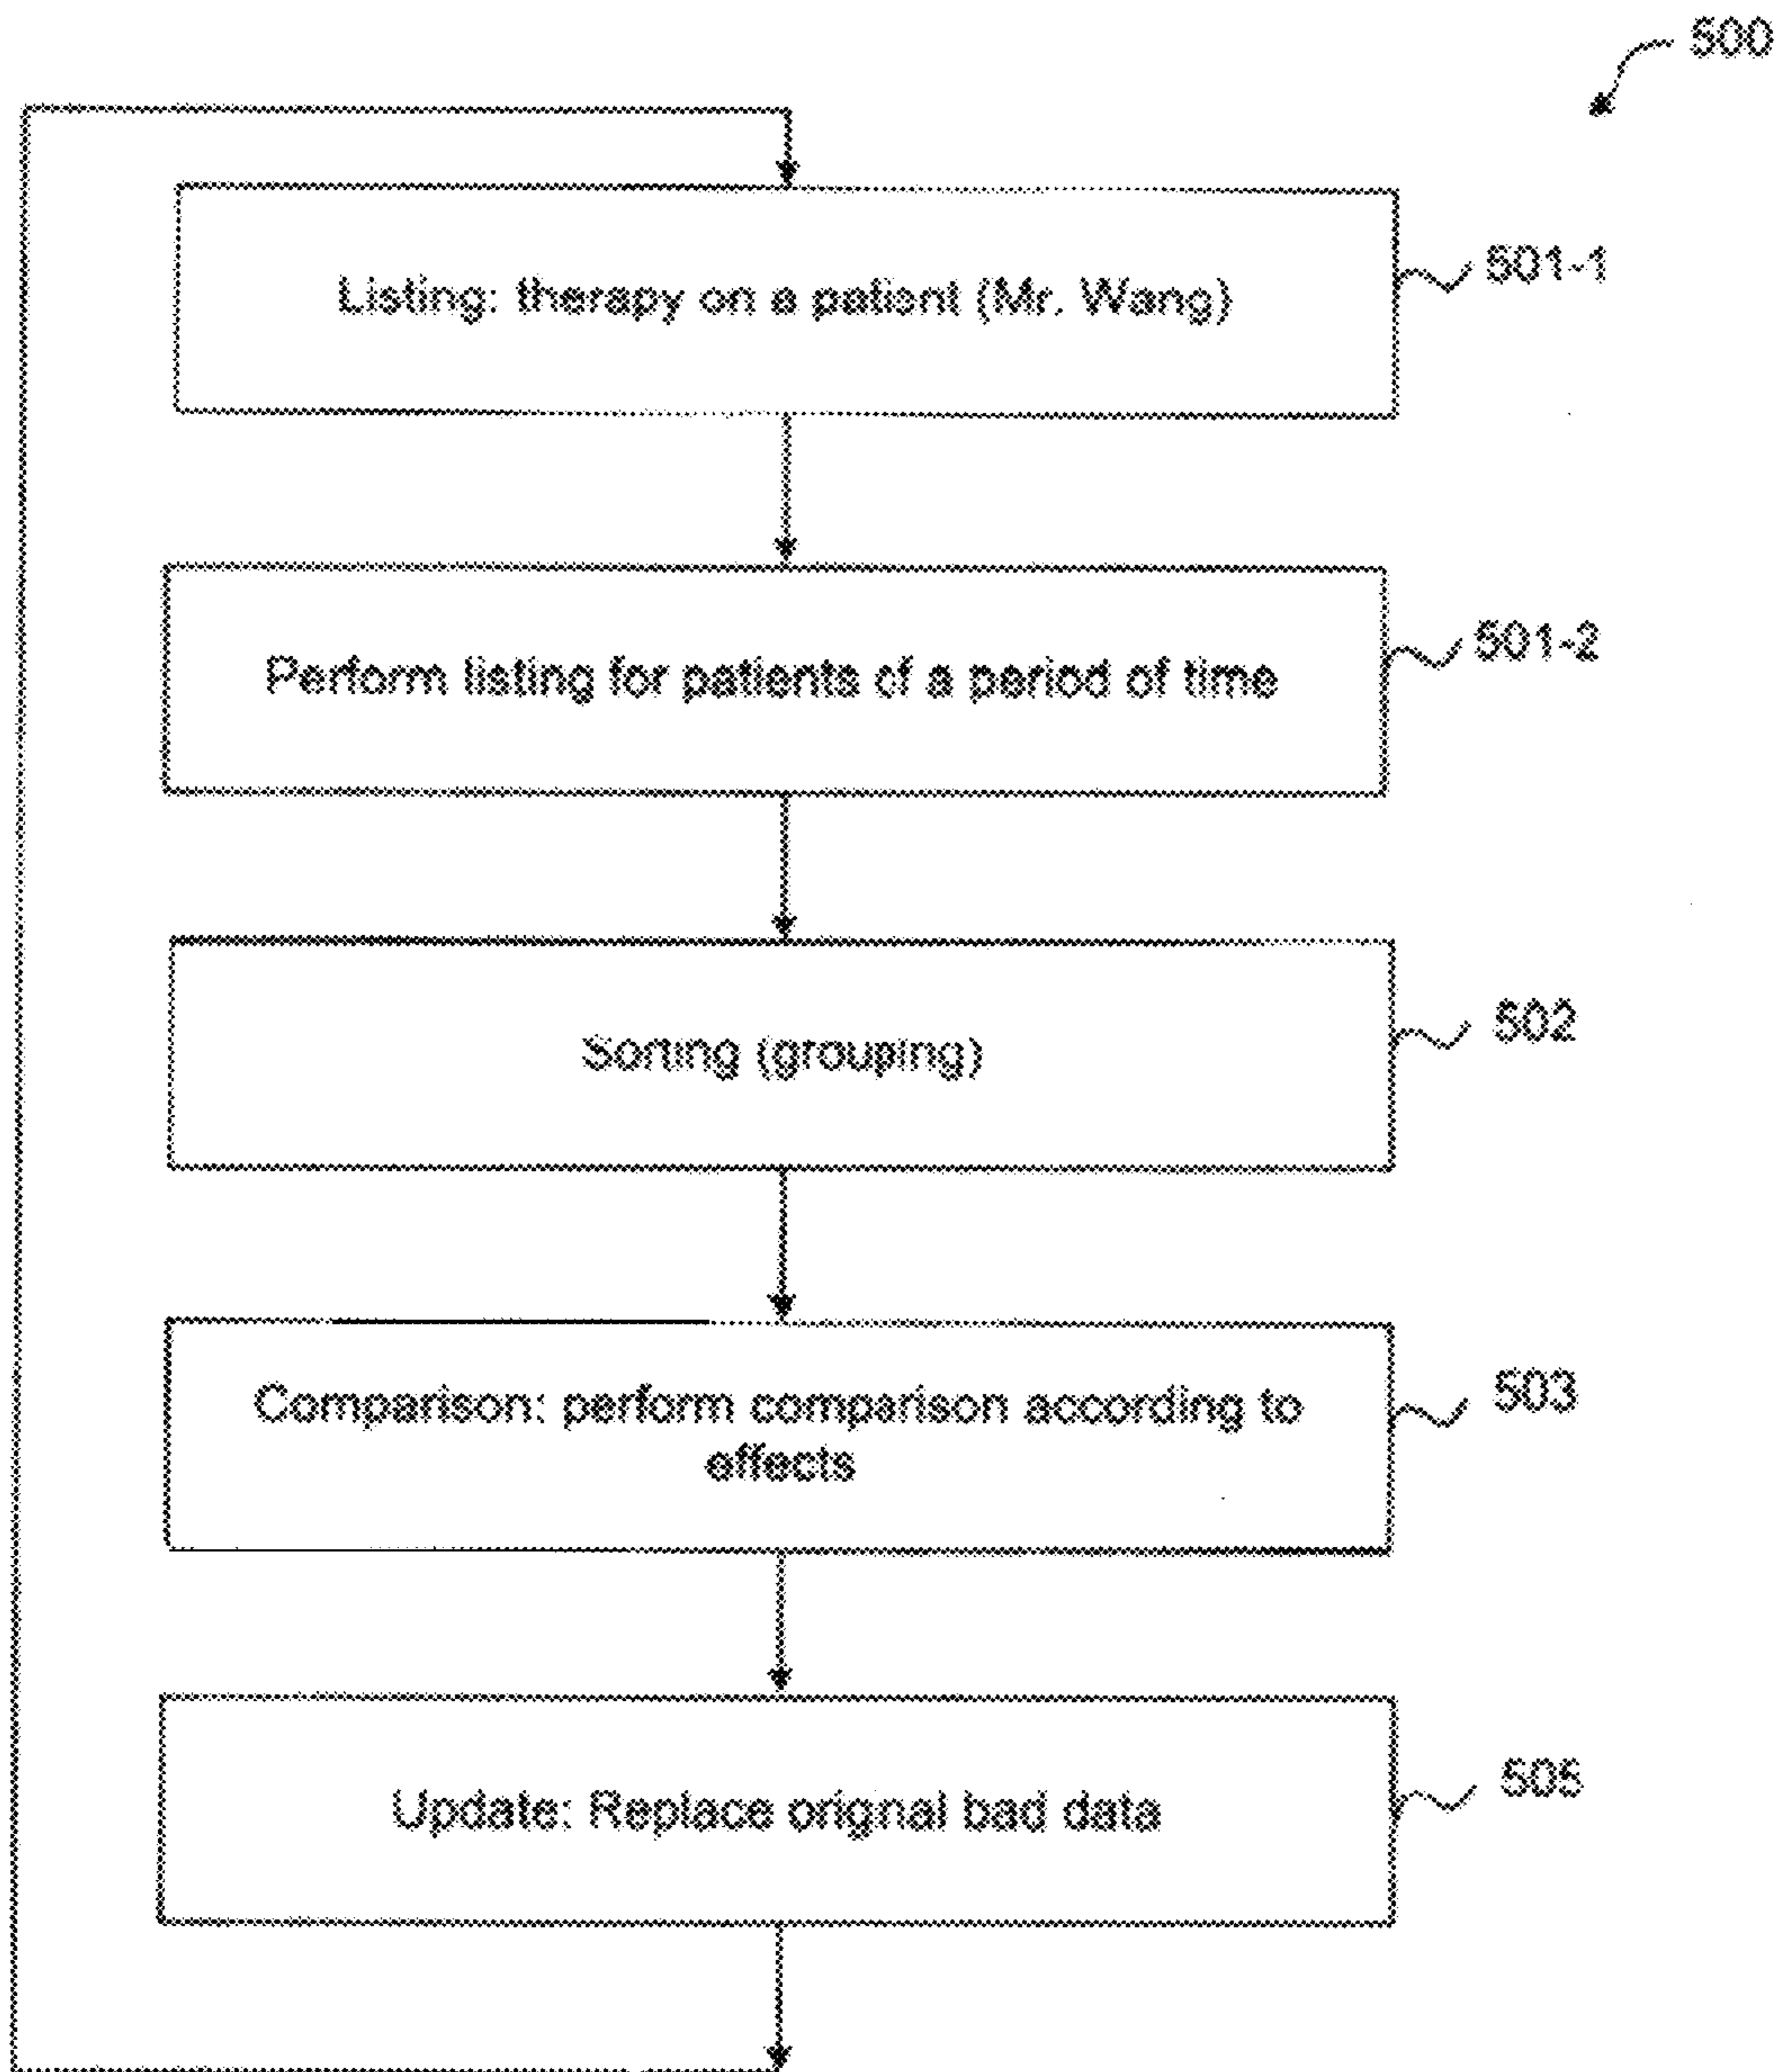 500
Listing: therapy on a patient (Mr. Wang)
501-1
Perform listing for patients of a period of time
501-2
Sorting (grouping)
502
Comparison: perform comparison according to
effects
503
Update: Replace orignal bad data
505